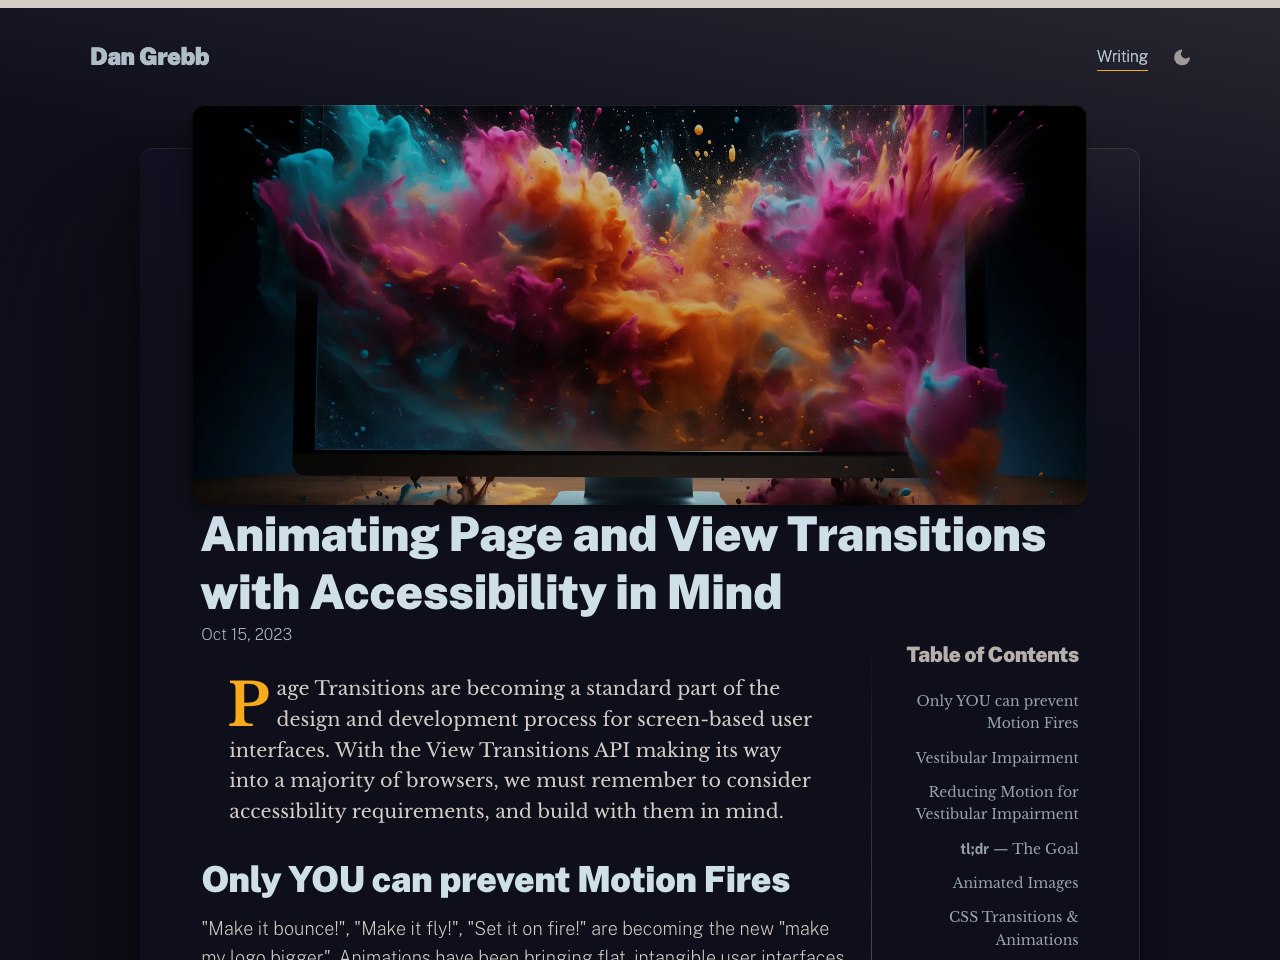 Dan Grebb
Writing
Animating Page and View Transitions
with Accessibility in Mind
Oct 15, 2023
Page Transitions are becoming a standard part of the
design and development process for screen-based user
interfaces. With the View Transitions API making its way
into a majority of browsers, we must remember to consider
accessibility requirements, and build with them in mind.
Only YOU can prevent Motion Fires
"Make it bounce!", "Make it fly!", "Set it on fire!" are becoming the new "make
my logo bigger". Animations have been bringing flat, intangible user interfaces
Table of Contents
Only YOU can prevent
Motion Fires
Vestibular Impairment
Reducing Motion for
Vestibular Impairment
tl;dr — The Goal
Animated Images
CSS Transitions &
Animations